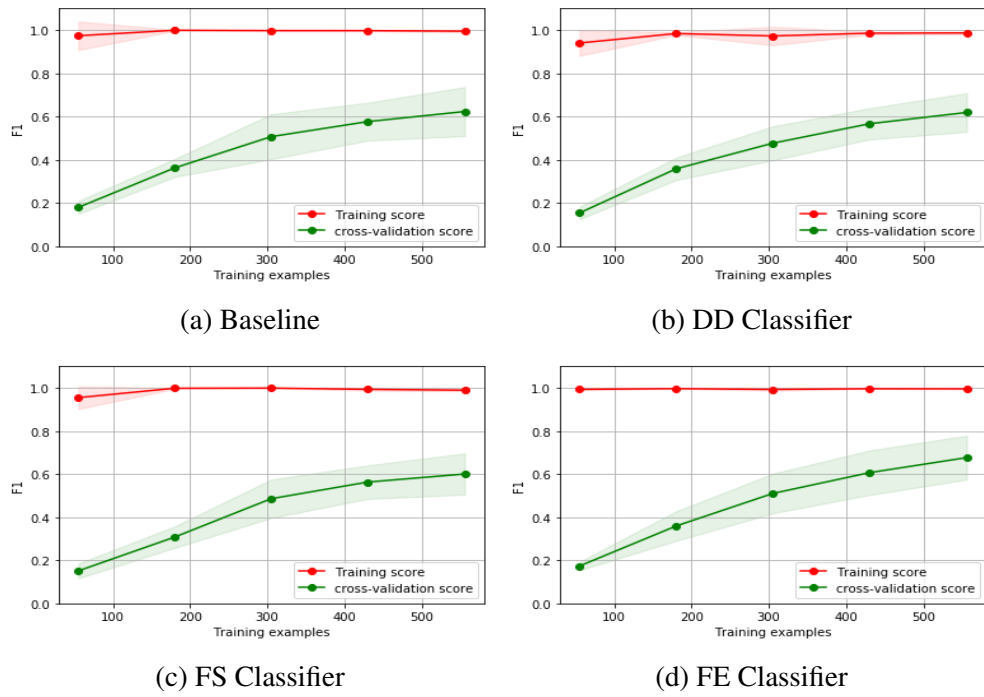 1.0
0.8
0.6
0.4
0.2
0.0
F1
100 200 300 400 500
Training examples
Training score
cross-validation score
(a) Baseline
1.0
0.8
0.6
0.4
0.2
0.0
F1
100 200 300 400 500
Training examples
Training score
cross-validation score
(b) DD Classifier
1.0
0.8
0.6
0.4
0.2
0.0
F1
100 200 300 400 500
Training examples
Training score
cross-validation score
(c) FS Classifier
1.0
0.8
0.6
0.4
0.2
0.0
F1
100 200 300 400 500
Training examples
Training score
cross-validation score
(d) FE Classifier